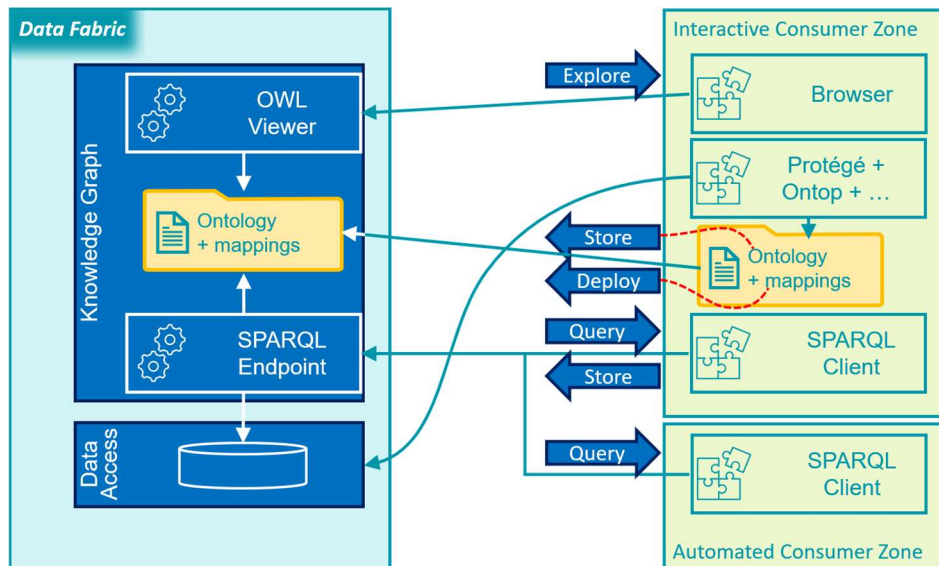 Data Fabric
Knowledge Graph
OWL
Viewer
Ontology
+ mappings
SPARQL
Endpoint
Data
Access
Explore
Store
Deploy
Query
Store
Query
Interactive Consumer Zone
Browser
Protégé +
Ontop + ...
Ontology
+ mappings
SPARQL
Client
SPARQL
Client
Automated Consumer Zone